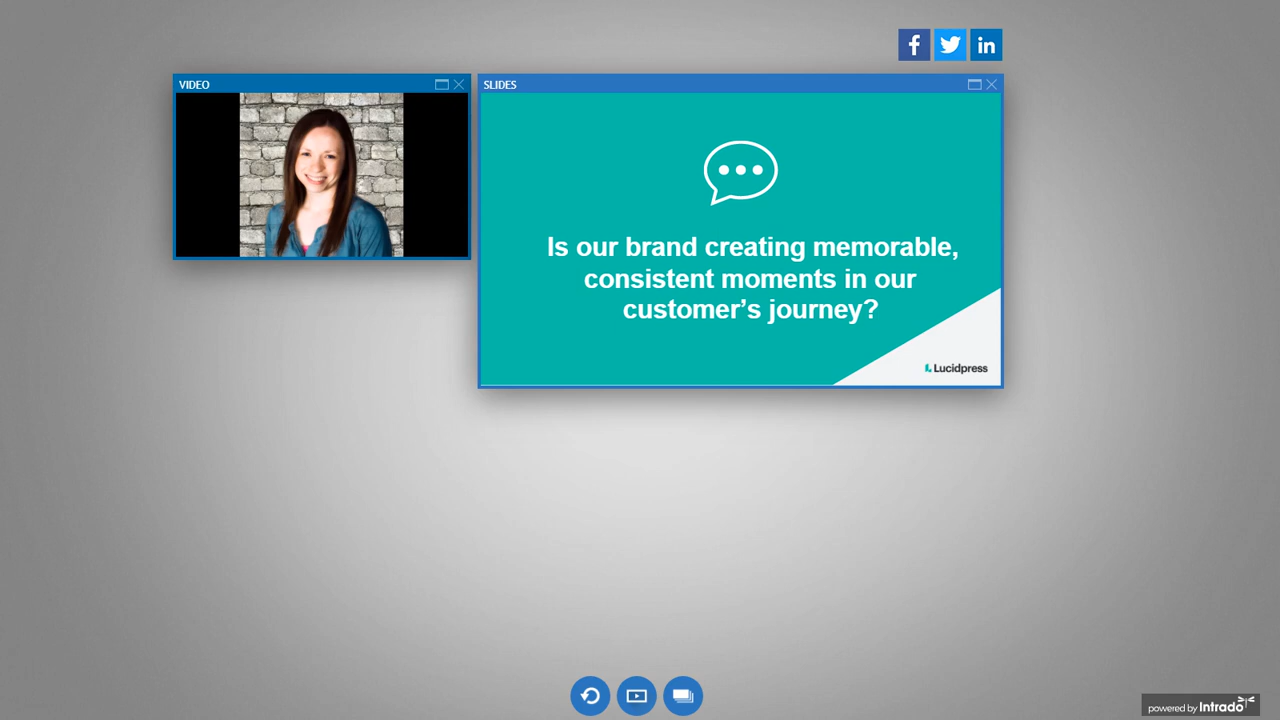 VIDEO
SLIDES
Is our brand creating memorable,
consistent moments in our
customer’s journey?
Lucidpress
powered by Intrado